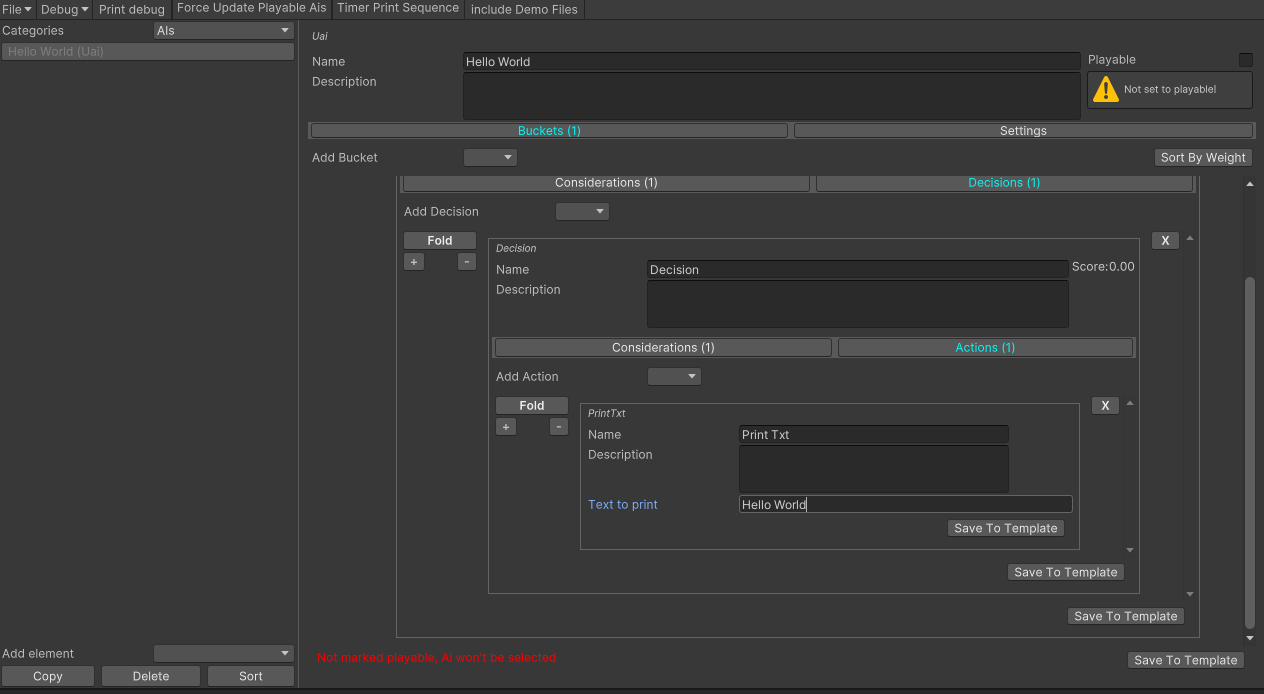 File Debug Print debug Force Update Playable Ais Timer Print Sequence include Demo Files
Categories AIs
Hello World (Uai)
Uai
Name Hello World Playable
Description Not set to playable!
Buckets (1) Settings
Add Bucket Sort By Weight
Considerations (1) Decisions (1)
Add Decision
Fold X
Decision
+ - Name Decision Score:0.00
Description
Considerations (1) Actions (1)
Add Action
Fold X
PrintTxt
+ - Name Print Txt
Description
Text to print Hello World
Save To Template
Save To Template
Save To Template
Add element Not marked playable, Ai won't be selected Save To Template
Copy Delete Sort